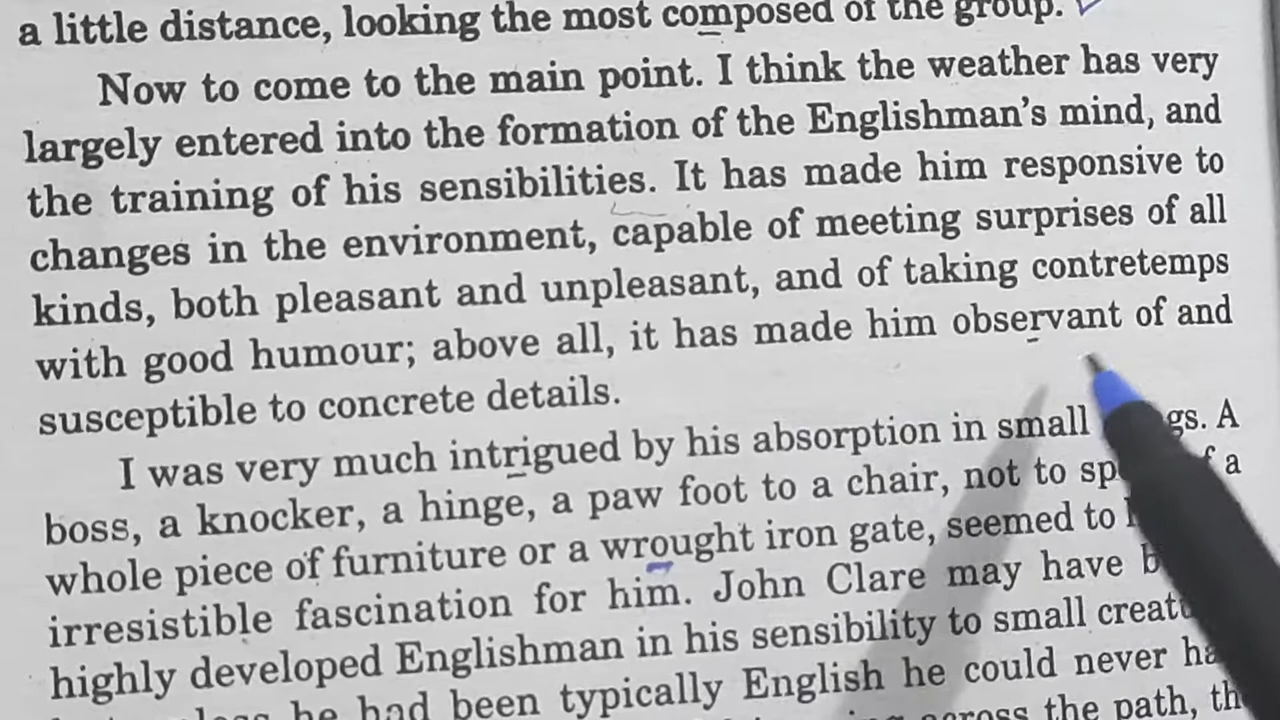 a little distance, looking the most composed of the group.
Now to come to the main point. I think the weather has very
largely entered into the formation of the Englishman's mind, and
the training of his sensibilities. It has made him responsive to
changes in the environment, capable of meeting surprises of all
kinds, both pleasant and unpleasant, and of taking contretemps
with good humour; above all, it has made him observant of and
susceptible to concrete details.
I was very much intrigued by his absorption in small A
boss, a knocker, a hinge, a paw foot to a chair, not to a
whole piece of furniture or a wrought iron gate, seemed to
irresistible fascination for him. John Clare may have
highly developed Englishman in his sensibility to small
he had been typically English he could never
across the path,